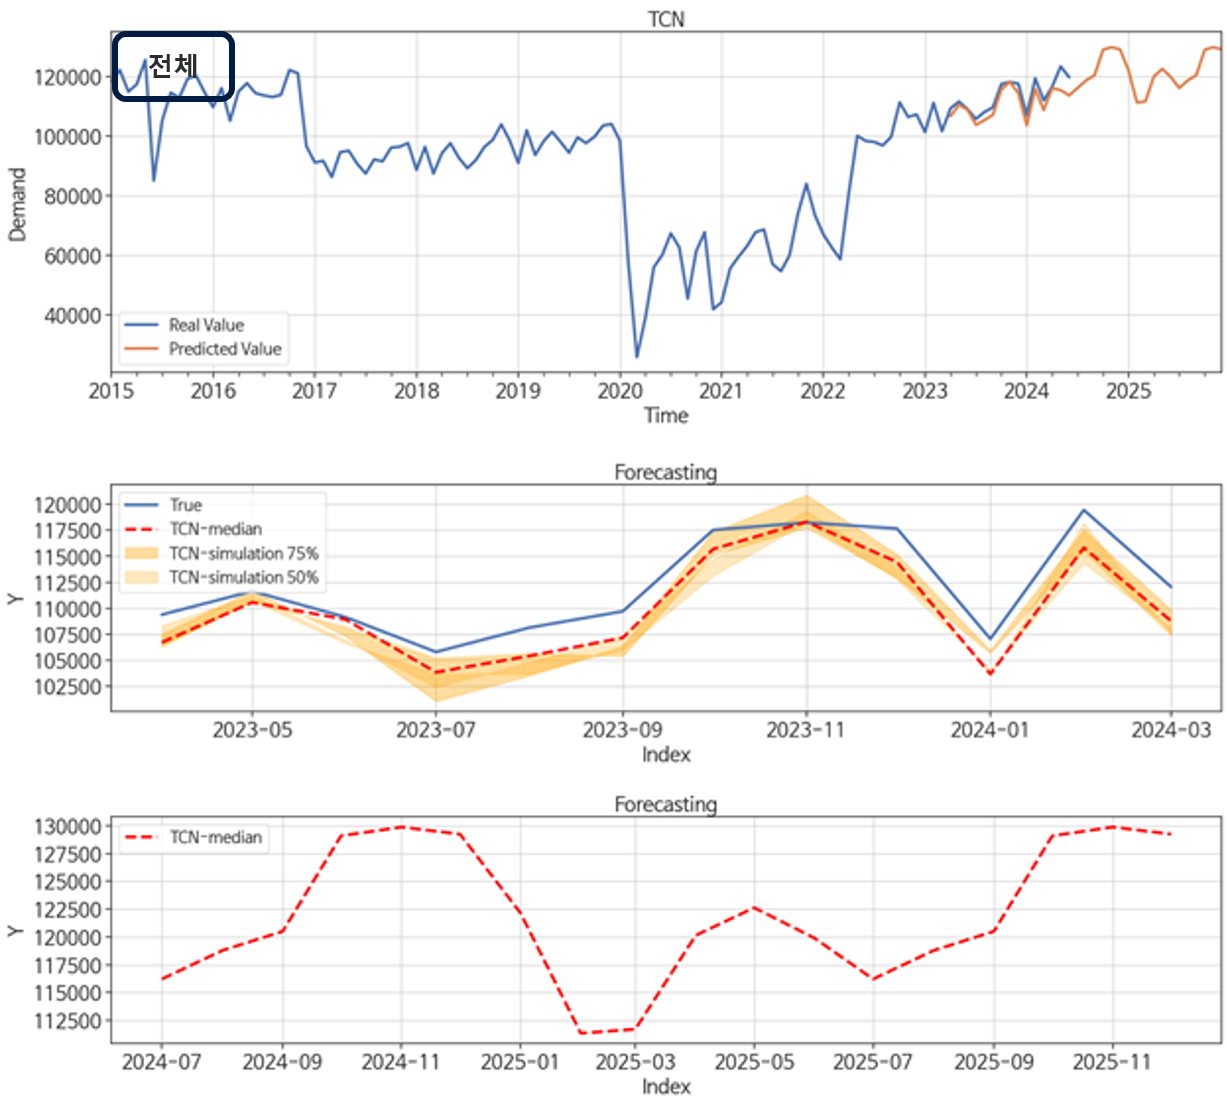 TCN
전체
120000
100000
80000
60000
40000
Demand
Real Value
Predicted Value
2015 2016 2017 2018 2019 2020 2021 2022 2023 2024 2025
Time
Forecasting
120000
117500
115000
112500
110000
107500
105000
102500
Y
True
TCN-median
TCN-simulation 75%
TCN-simulation 50%
2023-05 2023-07 2023-09 2023-11 2024-01 2024-03
Index
Forecasting
130000
127500
125000
122500
120000
117500
115000
112500
Y
TCN-median
2024-07 2024-09 2024-11 2025-01 2025-03 2025-05 2025-07 2025-09 2025-11
Index